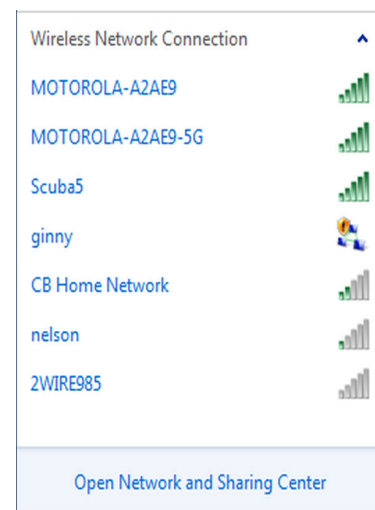 Wireless Network Connection
MOTOROLA-A2AE9
MOTOROLA-A2AE9-5G
Scuba5
ginny
CB Home Network
nelson
2WIRE985
Open Network and Sharing Center